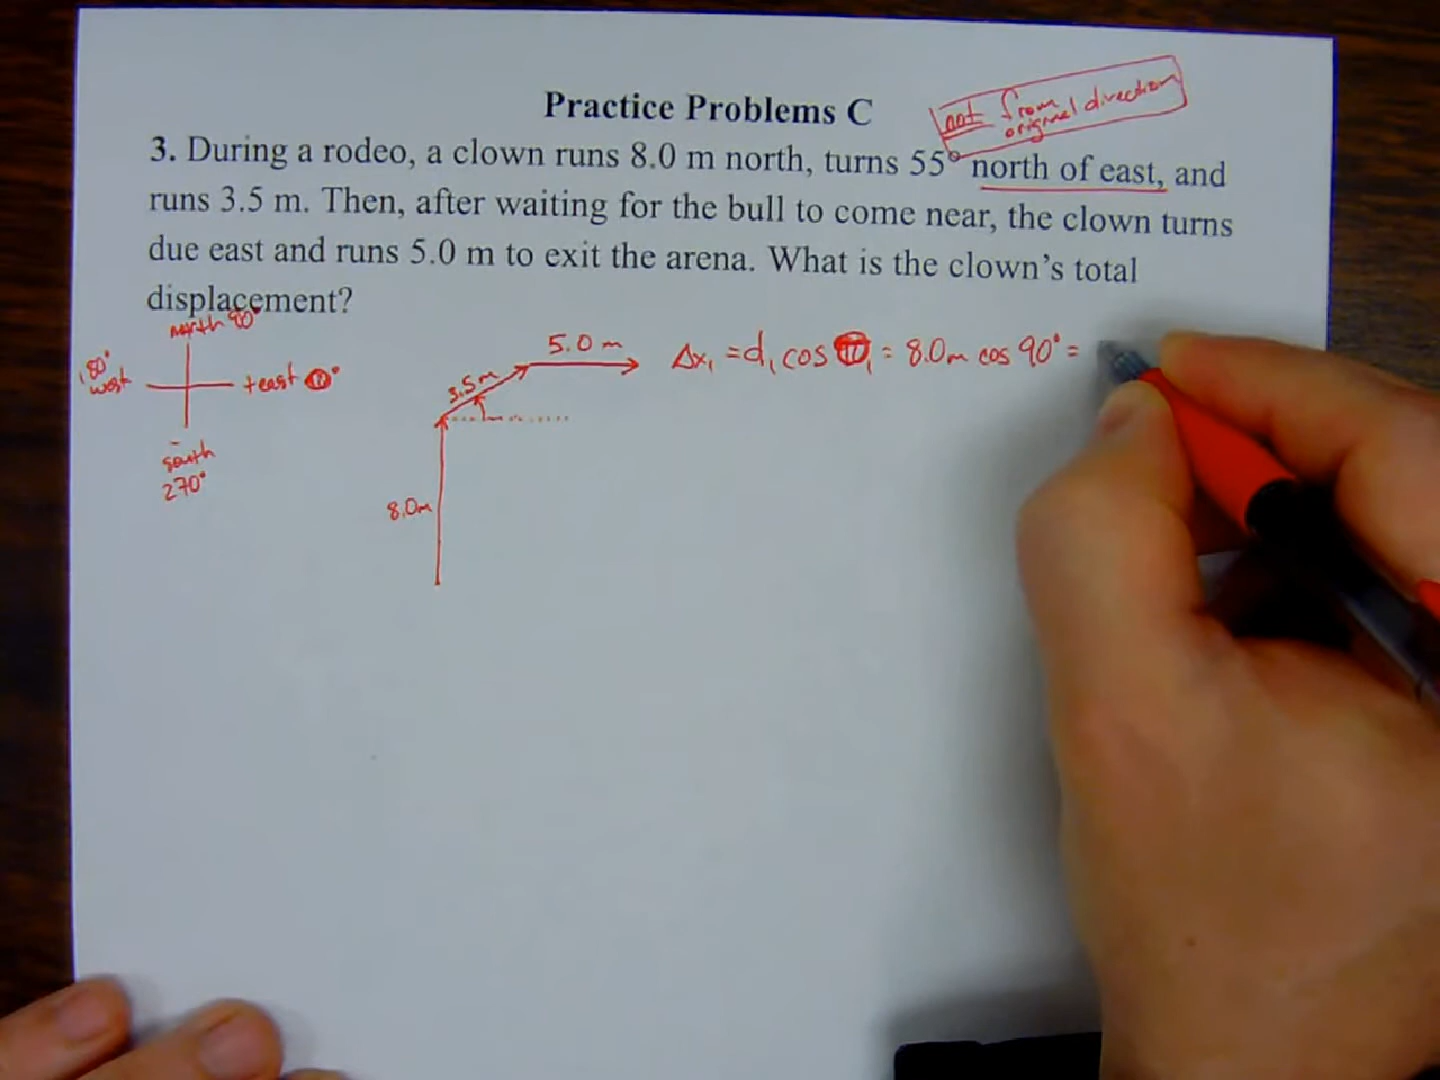 Practice Problems C
not from
original direction
3. During a rodeo, a clown runs 8.0 m north, turns 55° north of east, and
runs 3.5 m. Then, after waiting for the bull to come near, the clown turns
due east and runs 5.0 m to exit the arena. What is the clown's total
displacement?
north 90°
180°
west
+ east 0°
-
south
270°
5.0 m
3.5 m
8.0m
Δx₁ = d₁ cos θ₁ = 8.0m cos 90° =